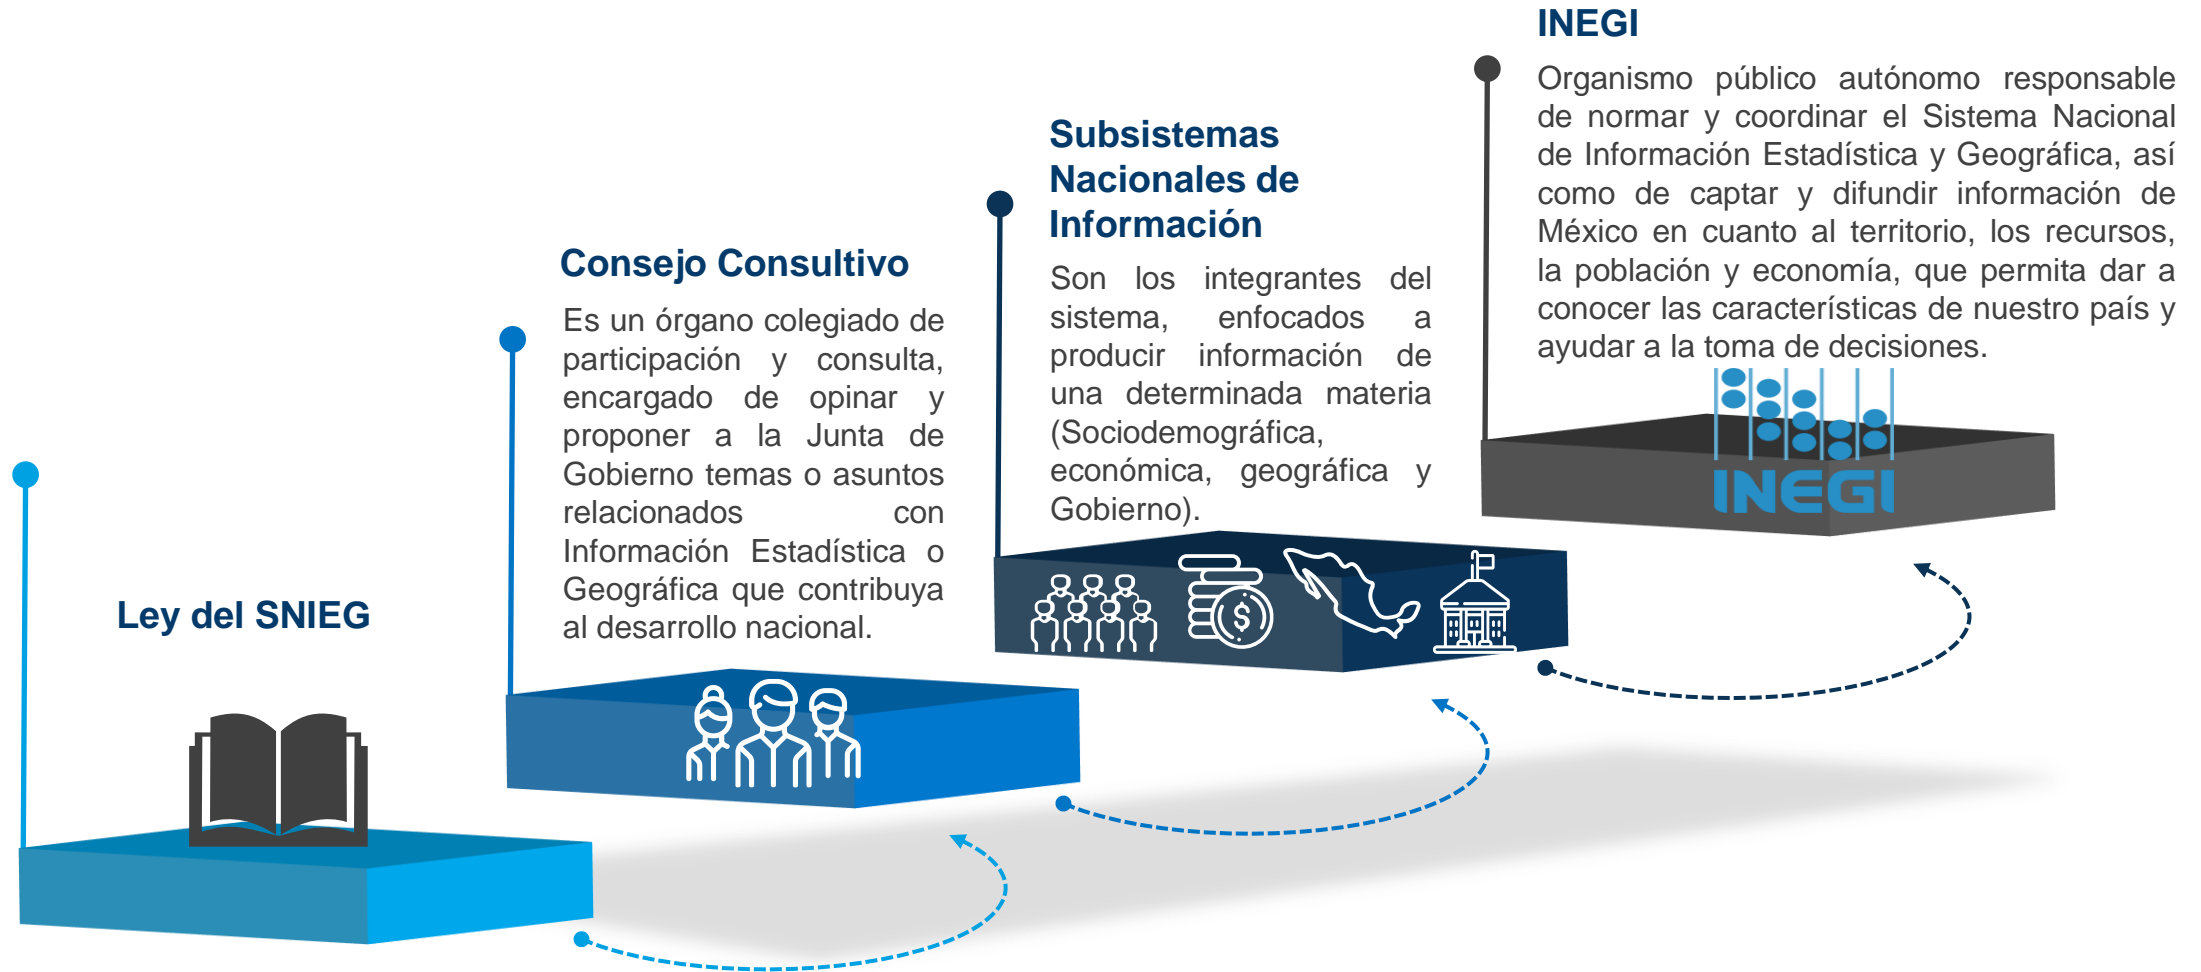 Ley del SNIEG
Consejo Consultivo
Es un órgano colegiado de
participación y consulta,
encargado de opinar y
proponer a la Junta de
Gobierno temas o asuntos
relacionados con
Información Estadística o
Geográfica que contribuya
al desarrollo nacional.
Subsistemas
Nacionales de
Información
Son los integrantes del
sistema, enfocados a
producir información de
una determinada materia
(Sociodemográfica,
económica, geográfica y
Gobierno).
$
INEGI
Organismo público autónomo responsable
de normar y coordinar el Sistema Nacional
de Información Estadística y Geográfica, así
como de captar y difundir información de
México en cuanto al territorio, los recursos,
la población y economía, que permita dar a
conocer las características de nuestro país y
ayudar a la toma de decisiones.
INEGI